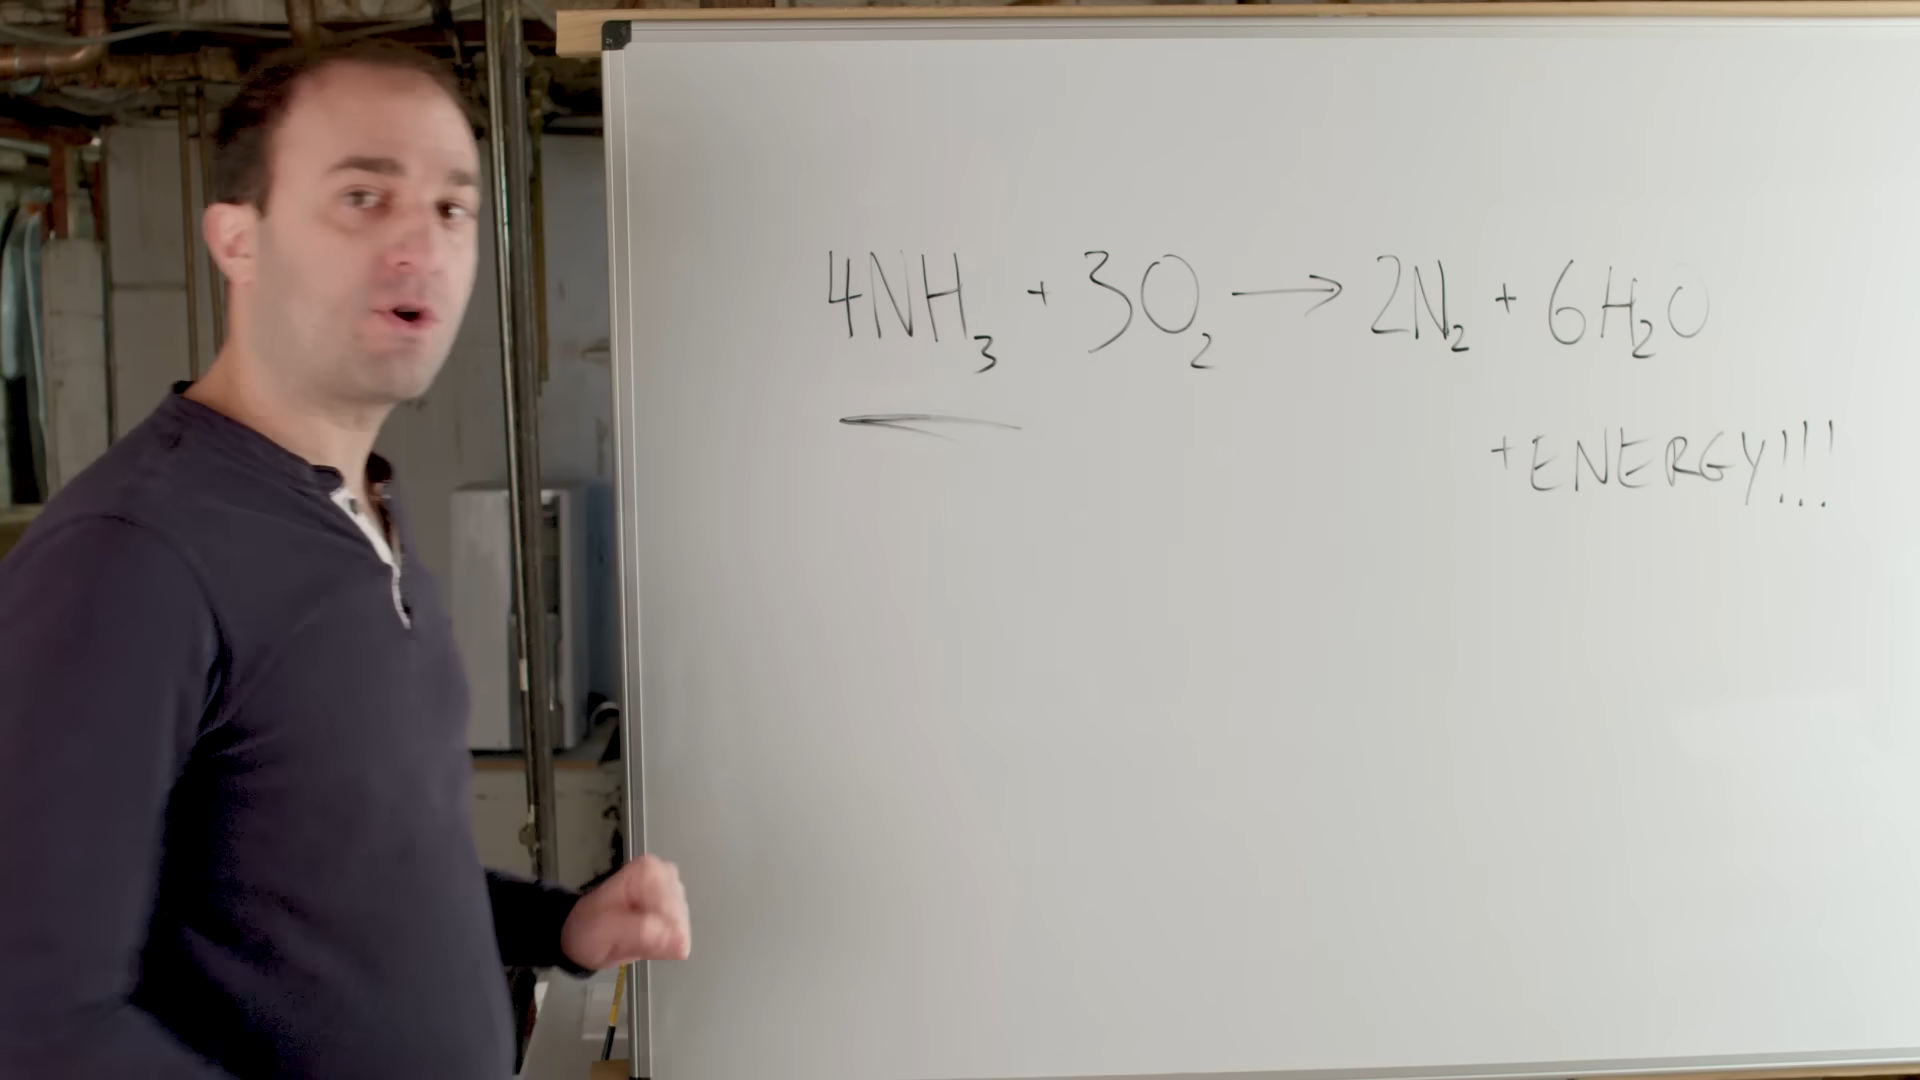 4NH₃ + 3O₂ → 2N₂ + 6H₂O
+ENERGY!!!